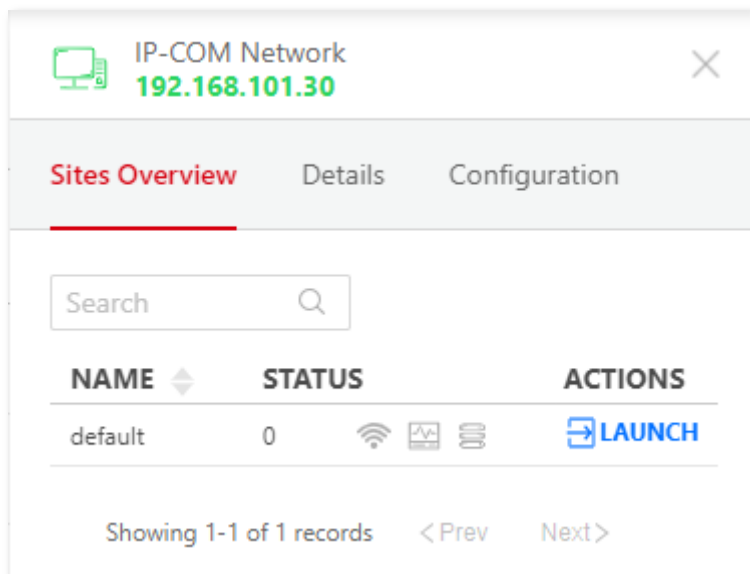 IP-COM Network
192.168.101.30
Sites Overview Details Configuration
Search
NAME STATUS ACTIONS
default 0 LAUNCH
Showing 1-1 of 1 records <Prev Next>